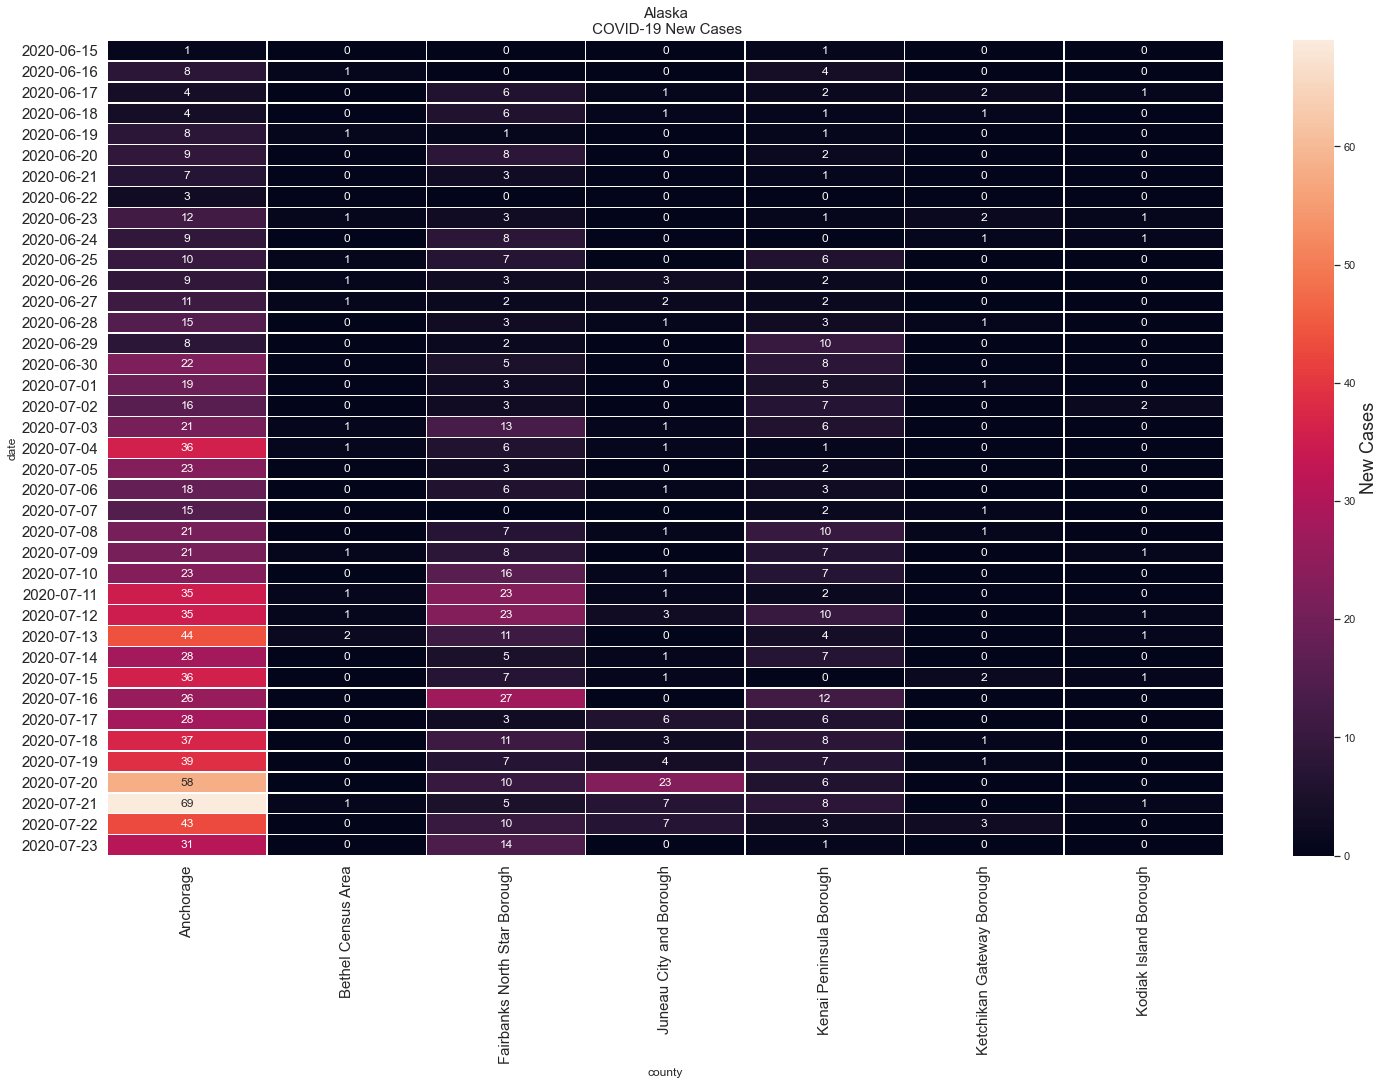 Alaska
COVID-19 New Cases
2020-06-15 1 0 0 0 1 0 0
2020-06-16 8 1 0 0 4 0 0
2020-06-17 4 0 6 1 2 2 1
2020-06-18 4 0 6 1 1 1 0
2020-06-19 8 1 1 0 1 0 0
2020-06-20 9 0 8 0 2 0 0
2020-06-21 7 0 3 0 1 0 0
2020-06-22 3 0 0 0 0 0 0
2020-06-23 12 1 3 0 1 2 1
2020-06-24 9 0 8 0 0 1 1
2020-06-25 10 1 7 0 6 0 0
2020-06-26 9 1 3 3 2 0 0
2020-06-27 11 1 2 2 2 0 0
2020-06-28 15 0 3 1 3 1 0
2020-06-29 8 0 2 0 10 0 0
2020-06-30 22 0 5 0 8 0 0
2020-07-01 19 0 3 0 5 1 0
2020-07-02 16 0 3 0 7 0 2
2020-07-03 21 1 13 1 6 0 0
2020-07-04 36 1 6 1 1 0 0
2020-07-05 23 0 3 0 2 0 0
2020-07-06 18 0 6 1 3 0 0
2020-07-07 15 0 0 0 2 1 0
2020-07-08 21 0 7 1 10 1 0
2020-07-09 21 1 8 0 7 0 1
2020-07-10 23 0 16 1 7 0 0
2020-07-11 35 1 23 1 2 0 0
2020-07-12 35 1 23 3 10 0 1
2020-07-13 44 2 11 0 4 0 1
2020-07-14 28 0 5 1 7 0 0
2020-07-15 36 0 7 1 0 2 1
2020-07-16 26 0 27 0 12 0 0
2020-07-17 28 0 3 6 6 0 0
2020-07-18 37 0 11 3 8 1 0
2020-07-19 39 0 7 4 7 1 0
2020-07-20 58 0 10 23 6 0 0
2020-07-21 69 1 5 7 8 0 1
2020-07-22 43 0 10 7 3 3 0
2020-07-23 31 0 14 0 1 0 0
date
Anchorage
Bethel Census Area
Fairbanks North Star Borough
Juneau City and Borough
Kenai Peninsula Borough
Ketchikan Gateway Borough
Kodiak Island Borough
county
60
50
40
30
20
10
0
New Cases